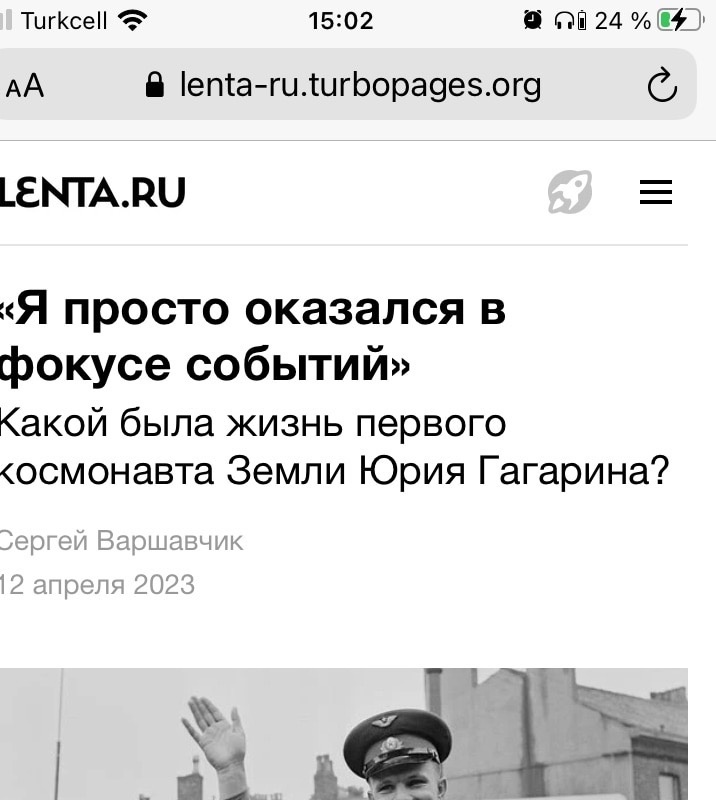 Turkcell 15:02 24 %
AA lenta-ru.turbopages.org
LENTA.RU
«Я просто оказался в
фокусе событий»
Какой была жизнь первого
космонавта Земли Юрия Гагарина?
Сергей Варшавчик
12 апреля 2023